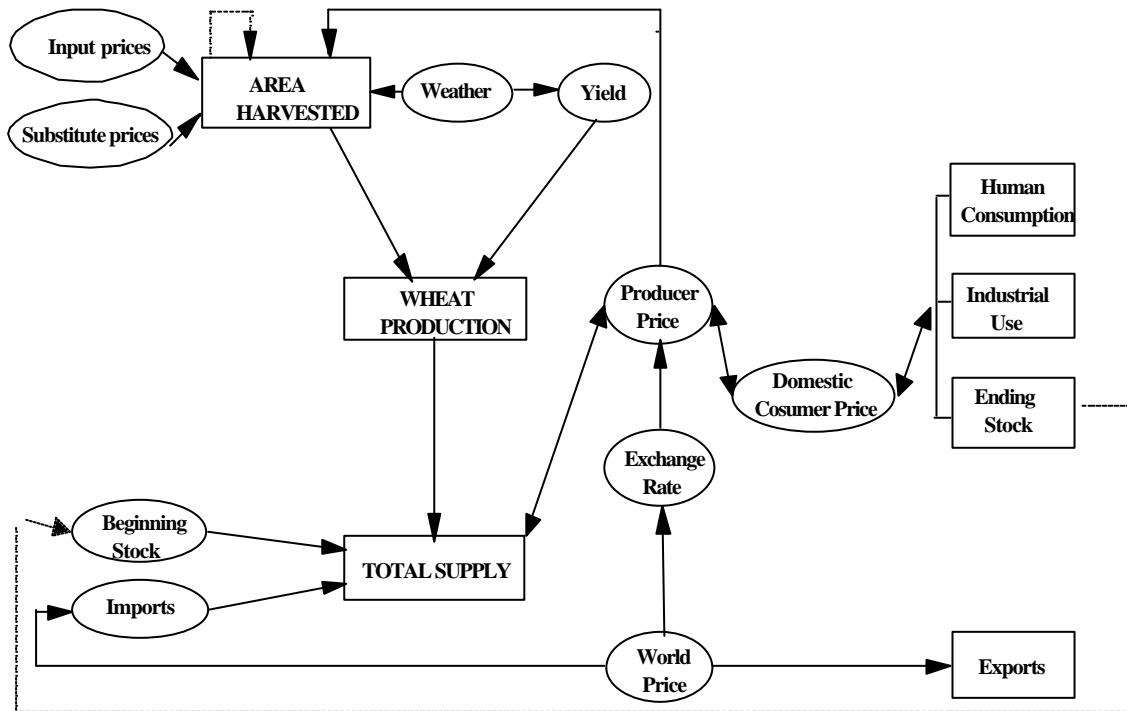 Input prices
AREA
HARVESTED
Weather
Yield
Substitute prices
Human
Consumption
WHEAT
PRODUCTION
Producer
Price
Industrial
Use
Domestic
Cosumer Price
Ending
Stock
Exchange
Rate
Beginning
Stock
TOTAL SUPPLY
Imports
World
Price
Exports